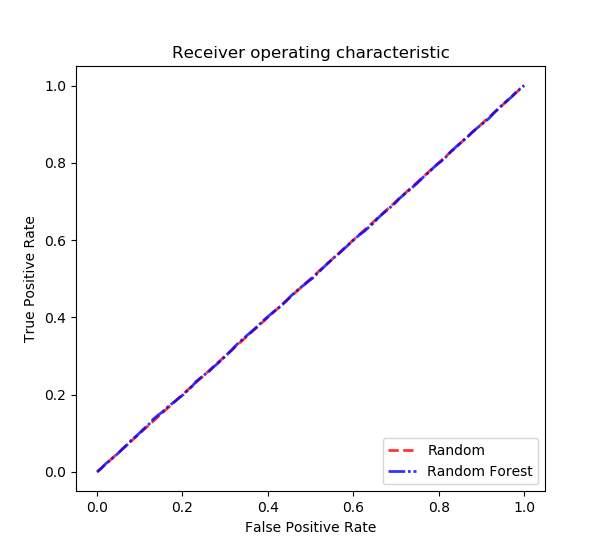 Receiver operating characteristic
True Positive Rate
1.0
0.8
0.6
0.4
0.2
0.0
0.0 0.2 0.4 0.6 0.8 1.0
False Positive Rate
Random
Random Forest